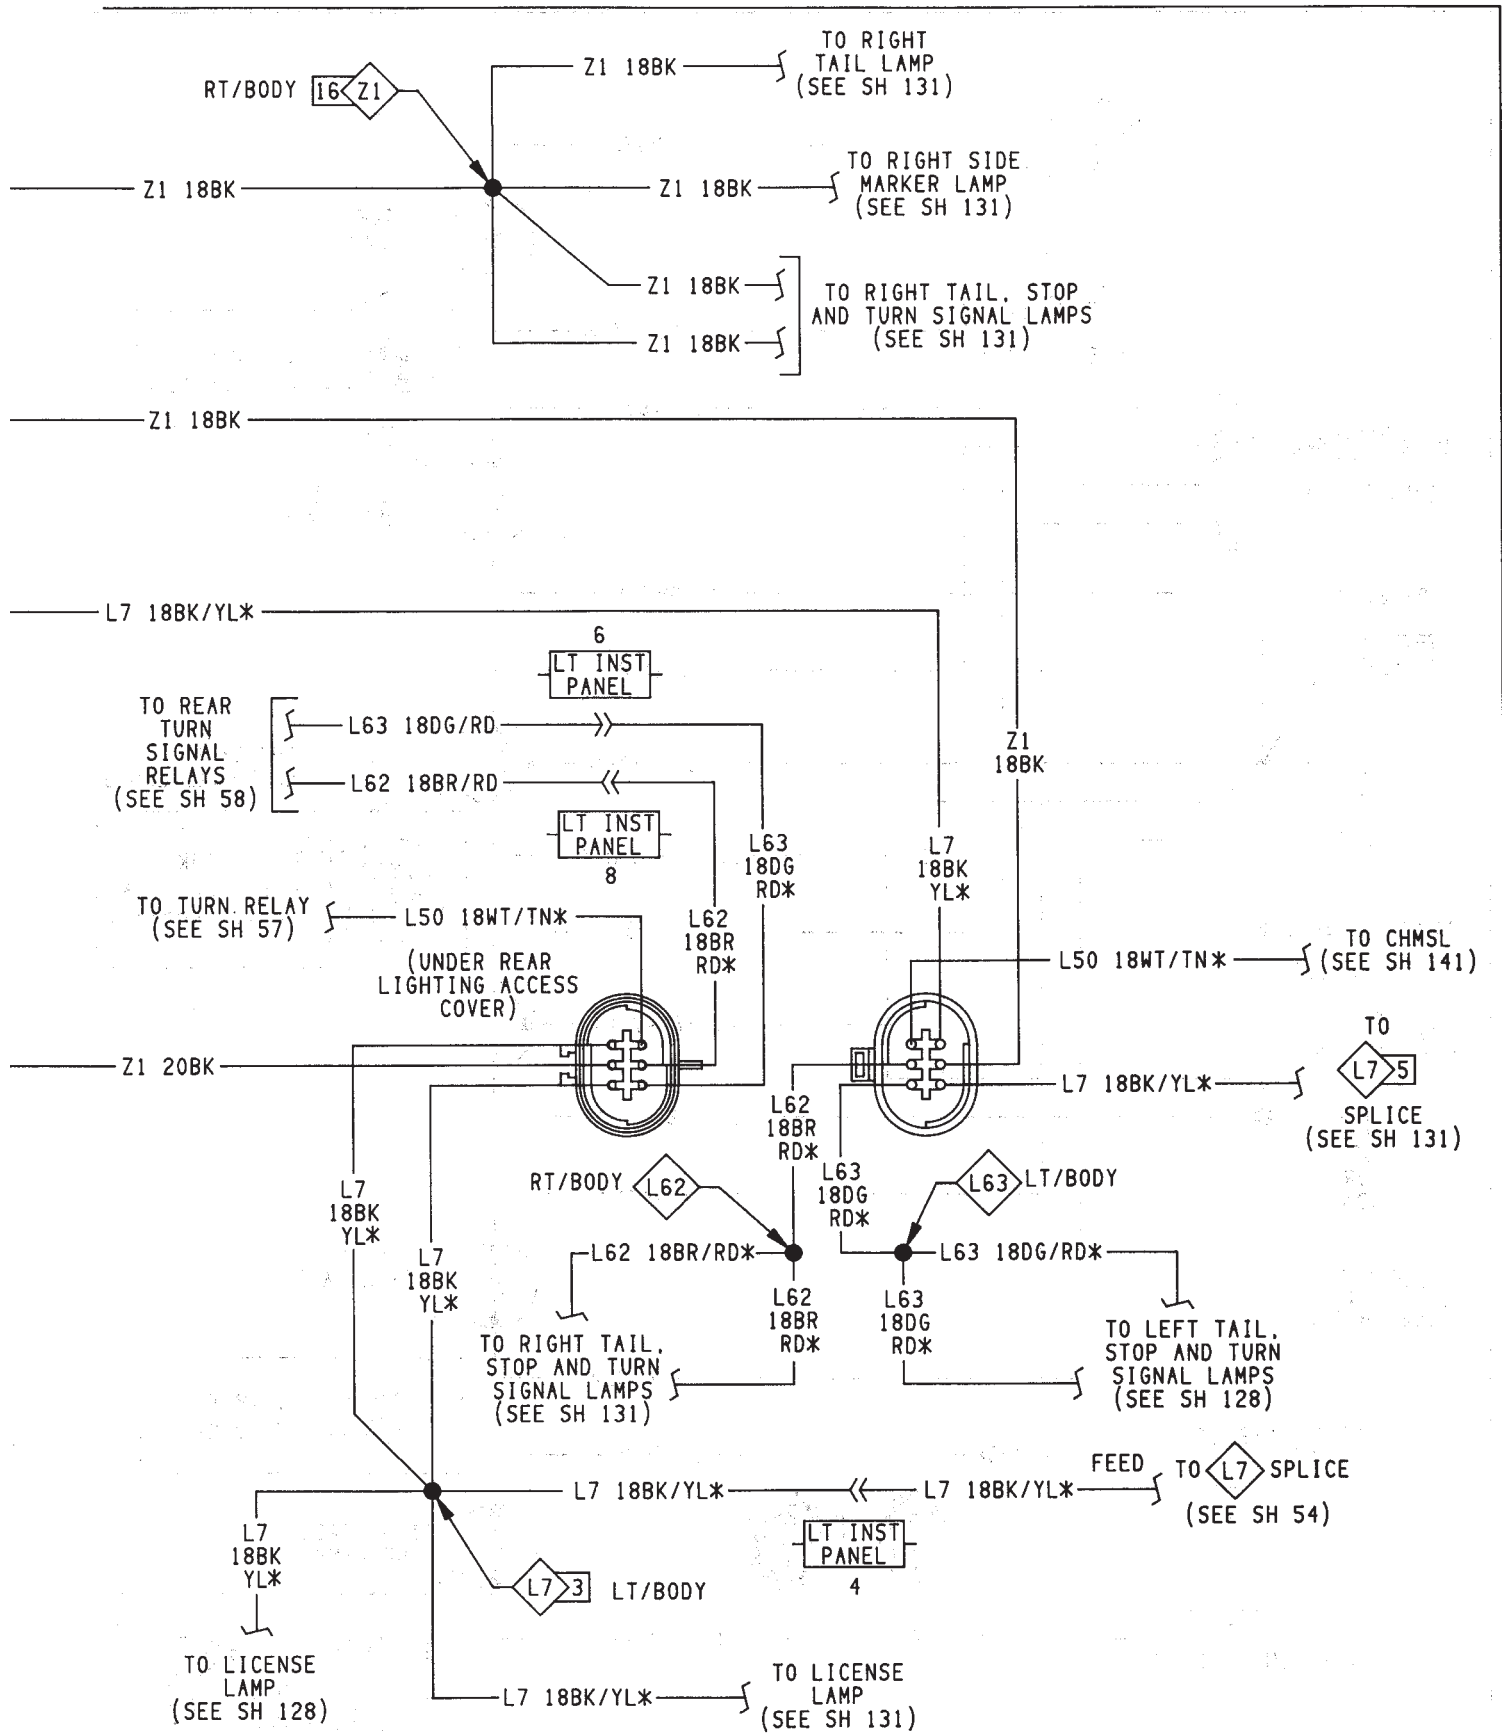 TO RIGHT
TAIL LAMP
(SEE SH 131)
Z1 18BK
RT/BODY
16
Z1
TO RIGHT SIDE
MARKER LAMP
(SEE SH 131)
Z1 18BK
Z1 18BK
Z1 18BK
TO RIGHT TAIL, STOP
AND TURN SIGNAL LAMPS
(SEE SH 131)
Z1 18BK
Z1 18BK
L7 18BK/YL*
6
LT INST
PANEL
TO REAR
TURN
SIGNAL
RELAYS
(SEE SH 58)
L63 18DG/RD
L62 18BR/RD
LT INST
PANEL
8
Z1
18BK
L63
18DG
RD*
L7
18BK
YL*
TO TURN RELAY
(SEE SH 57)
L50 18WT/TN*
L62
18BR
RD*
(UNDER REAR
LIGHTING ACCESS
COVER)
L50 18WT/TN*
TO CHMSL
(SEE SH 141)
Z1 20BK
L7 18BK/YL*
TO
L7
5
SPLICE
(SEE SH 131)
L62
18BR
RD*
L63
18DG
RD*
RT/BODY
L62
L63
LT/BODY
L7
18BK
YL*
L7
18BK
YL*
L62 18BR/RD*
L63 18DG/RD*
L62
18BR
RD*
L63
18DG
RD*
TO RIGHT TAIL,
STOP AND TURN
SIGNAL LAMPS
(SEE SH 131)
TO LEFT TAIL,
STOP AND TURN
SIGNAL LAMPS
(SEE SH 128)
L7 18BK/YL*
L7 18BK/YL*
FEED
TO
L7
SPLICE
(SEE SH 54)
LT INST
PANEL
4
L7
18BK
YL*
L7
3
LT/BODY
TO LICENSE
LAMP
(SEE SH 128)
L7 18BK/YL*
TO LICENSE
LAMP
(SEE SH 131)